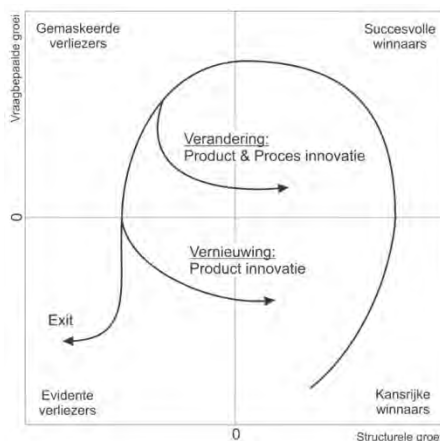 Gemaskeerde
verliezers
Succesvolle
winnaars
Vraagbepaalde groei
Verandering:
Product & Proces innovatie
0
Vernieuwing:
Product innovatie
Exit
Evidente
verliezers
Kansrijke
winnaars
0
Structurele groei